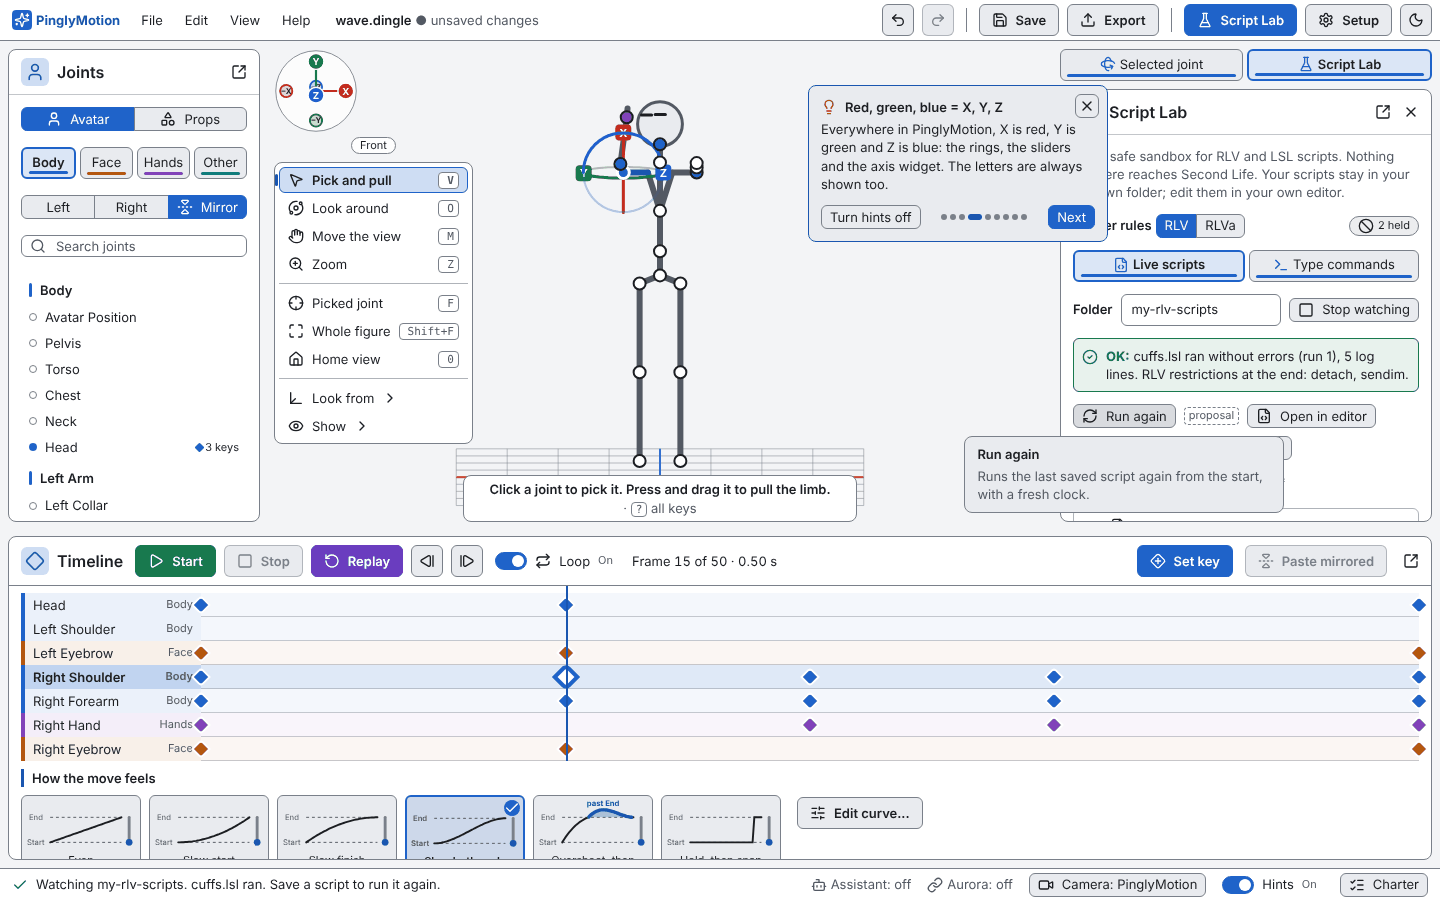 PinglyMotion File Edit View Help wave.dingle unsaved changes Save Export Script Lab Setup
Joints
Avatar Props
Body Face Hands Other
Left Right Mirror
Search joints
Body
Avatar Position
Pelvis
Torso
Chest
Neck
Head 3 keys
Left Arm
Left Collar
Y
-X Z X
-Y
Front
Pick and pull V
Look around O
Move the view M
Zoom Z
Picked joint F
Whole figure Shift+F
Home view 0
Look from
Show
X
Y Z
Click a joint to pick it. Press and drag it to pull the limb.
· ? all keys
Red, green, blue = X, Y, Z
Everywhere in PinglyMotion, X is red, Y is
green and Z is blue: the rings, the sliders
and the axis widget. The letters are always
shown too.
Turn hints off Next
Selected joint Script Lab
Script Lab
safe sandbox for RLV and LSL scripts. Nothing
ere reaches Second Life. Your scripts stay in your
wn folder; edit them in your own editor.
er rules RLV RLVa 2 held
Live scripts Type commands
Folder my-rlv-scripts Stop watching
OK: cuffs.lsl ran without errors (run 1), 5 log
lines. RLV restrictions at the end: detach, sendim.
Run again proposal Open in editor
Run again
Runs the last saved script again from the start,
with a fresh clock.
Timeline Start Stop Replay Loop On Frame 15 of 50 · 0.50 s Set key Paste mirrored
Head Body
Left Shoulder Body
Left Eyebrow Face
Right Shoulder Body
Right Forearm Body
Right Hand Hands
Right Eyebrow Face
How the move feels
End Start
End Start
End Start
End Start
past End End Start
End Start
Edit curve...
Watching my-rlv-scripts. cuffs.lsl ran. Save a script to run it again. Assistant: off Aurora: off Camera: PinglyMotion Hints On Charter